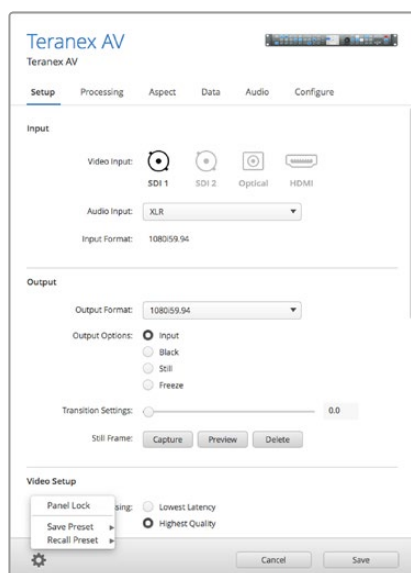 Teranex AV
Teranex AV
Setup Processing Aspect Data Audio Configure
Input
Video Input:
SDI 1 SDI 2 Optical HDMI
Audio Input: XLR
Input Format: 1080i59.94
Output
Output Format: 1080i59.94
Output Options: Input
Black
Still
Freeze
Transition Settings: 0.0
Still Frame: Capture Preview Delete
Video Setup
Panel Lock
sing: Lowest Latency
Save Preset
Highest Quality
Recall Preset
Cancel Save